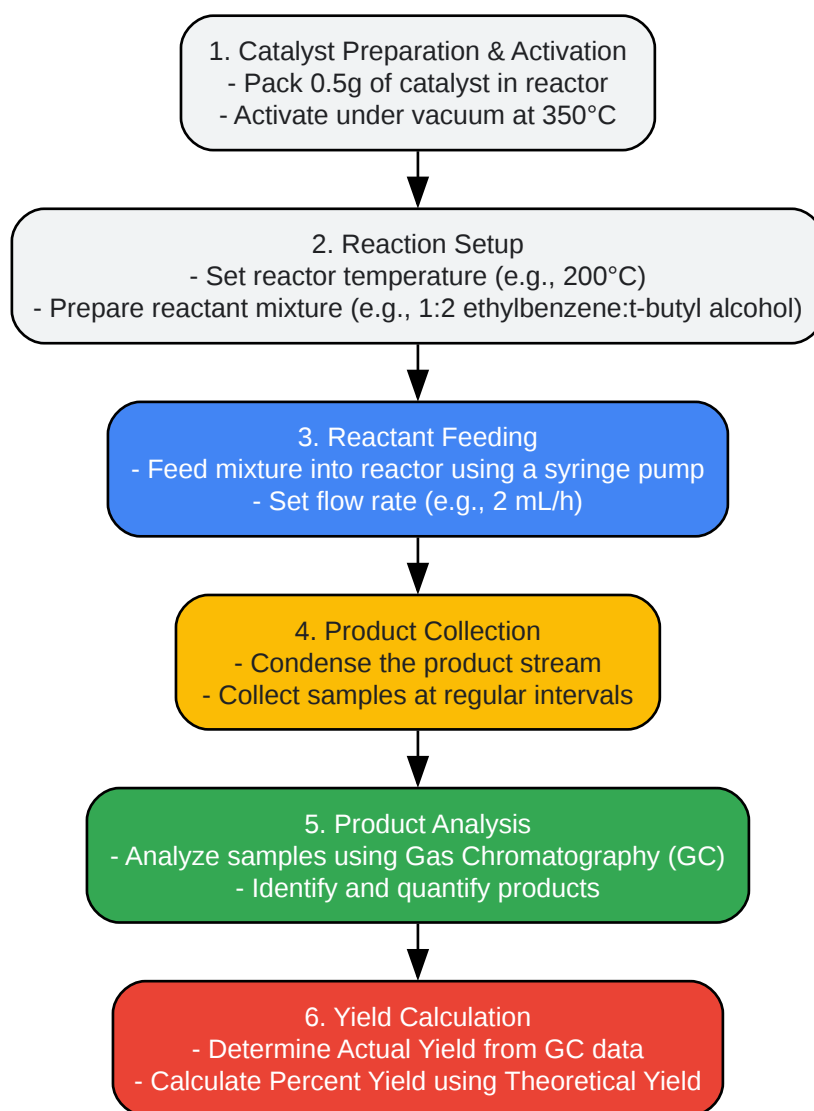 1. Catalyst Preparation & Activation
- Pack 0.5g of catalyst in reactor
- Activate under vacuum at 350°C
2. Reaction Setup
- Set reactor temperature (e.g., 200°C)
- Prepare reactant mixture (e.g., 1:2 ethylbenzene:t-butyl alcohol)
3. Reactant Feeding
- Feed mixture into reactor using a syringe pump
- Set flow rate (e.g., 2 mL/h)
4. Product Collection
- Condense the product stream
- Collect samples at regular intervals
5. Product Analysis
- Analyze samples using Gas Chromatography (GC)
- Identify and quantify products
6. Yield Calculation
- Determine Actual Yield from GC data
- Calculate Percent Yield using Theoretical Yield